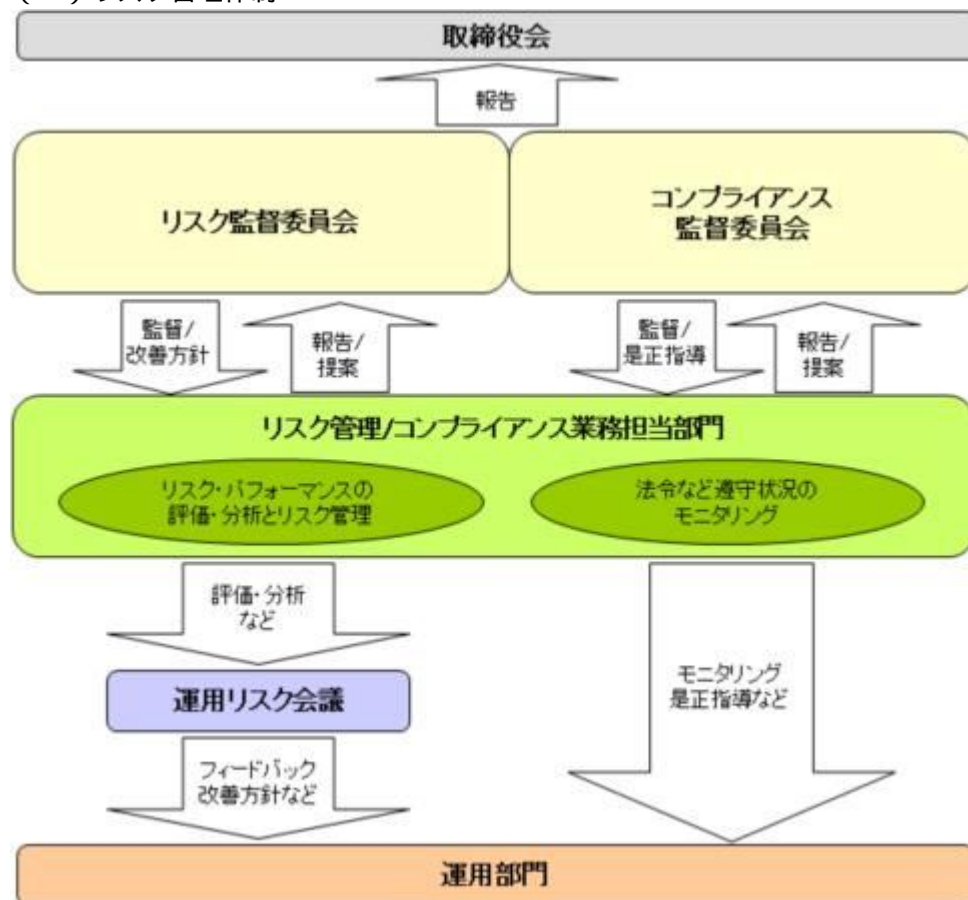 取締役会
報告
リスク監督委員会
コンプライアンス
監督委員会
監督/
改善方針
報告/
提案
監督/
是正指導
報告/
提案
リスク管理/コンプライアンス業務担当部門
リスク・パフォーマンスの
評価・分析とリスク管理
法令など遵守状況の
モニタリング
評価・分析
など
運用リスク会議
モニタリング
是正指導など
フィードバック
改善方針など
運用部門